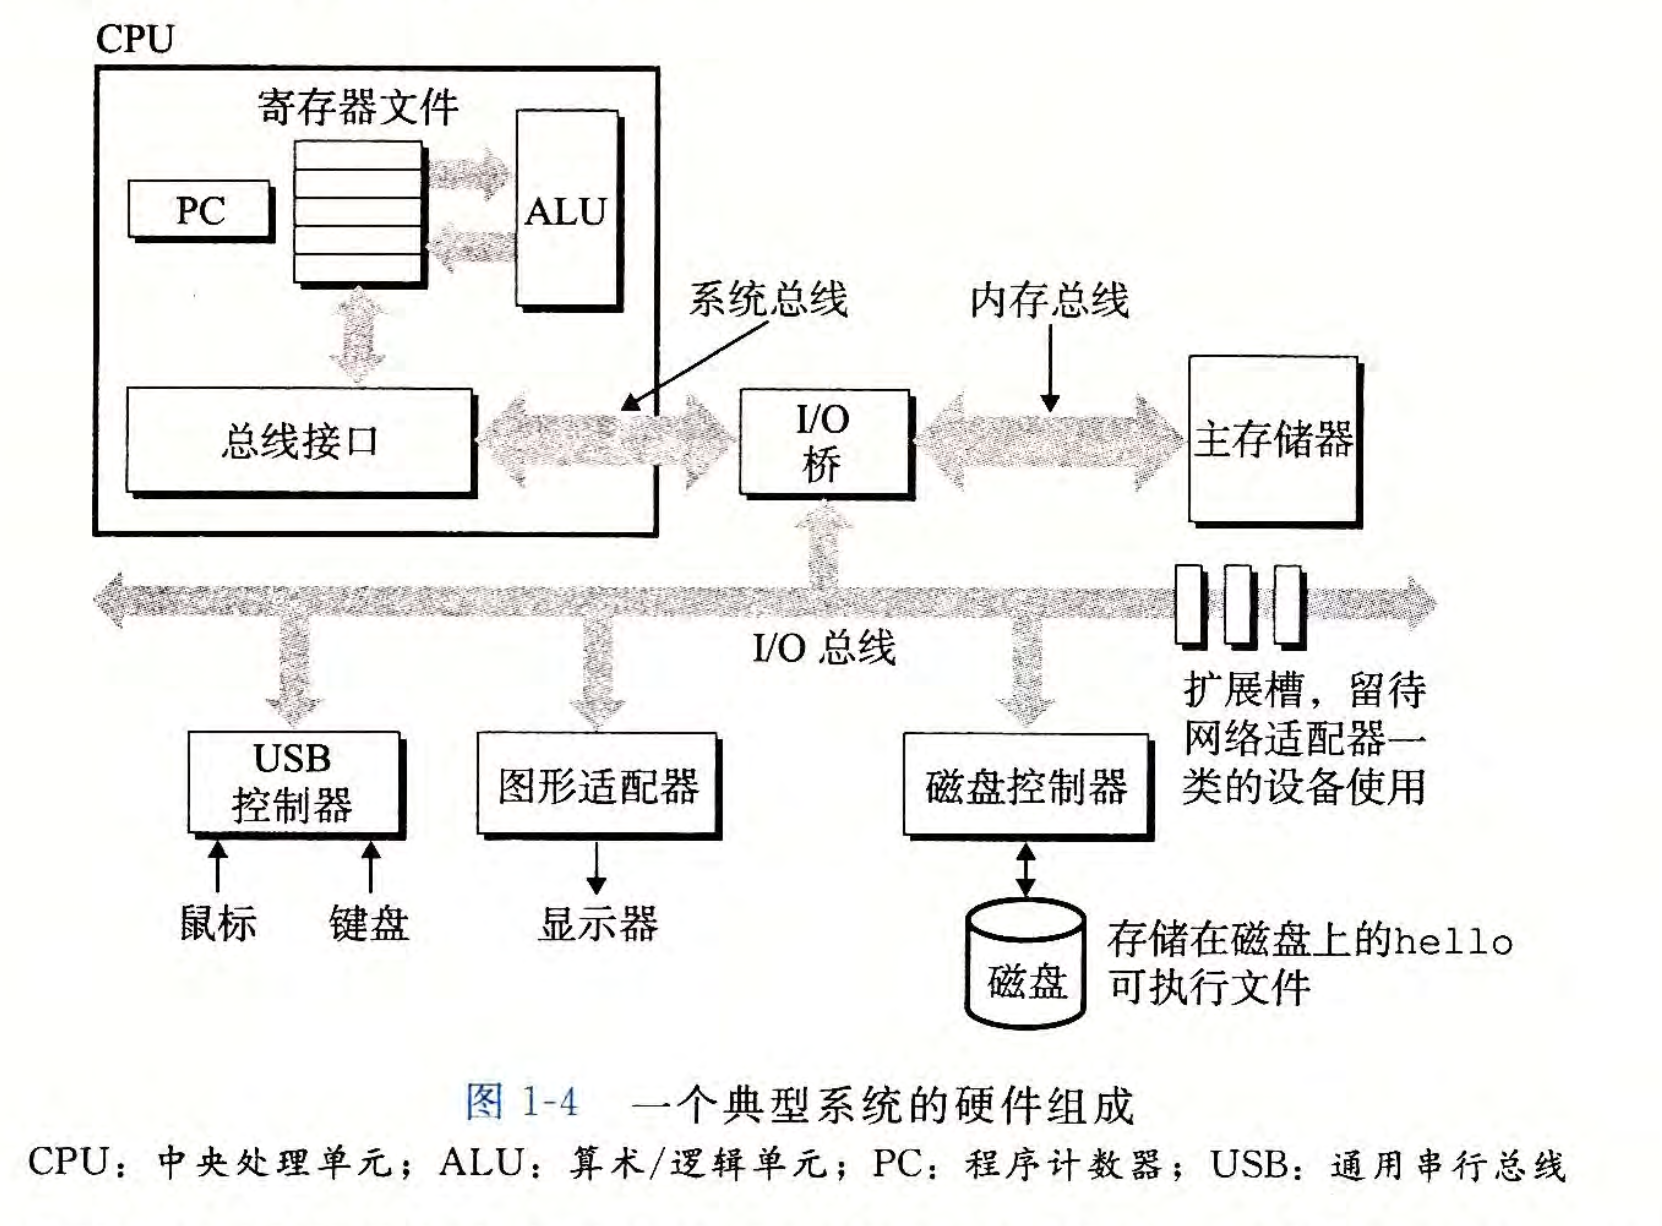 CPU
寄存器文件
PC
ALU
系统总线
内存总线
总线接口
I/O
桥
主存储器
I/O 总线
扩展槽，留待
网络适配器一
类的设备使用
USB
控制器
图形适配器
磁盘控制器
鼠标
键盘
显示器
磁盘
存储在磁盘上的hello
可执行文件
图 1-4 一个典型系统的硬件组成
CPU：中央处理单元；ALU：算术/逻辑单元；PC：程序计数器；USB：通用串行总线